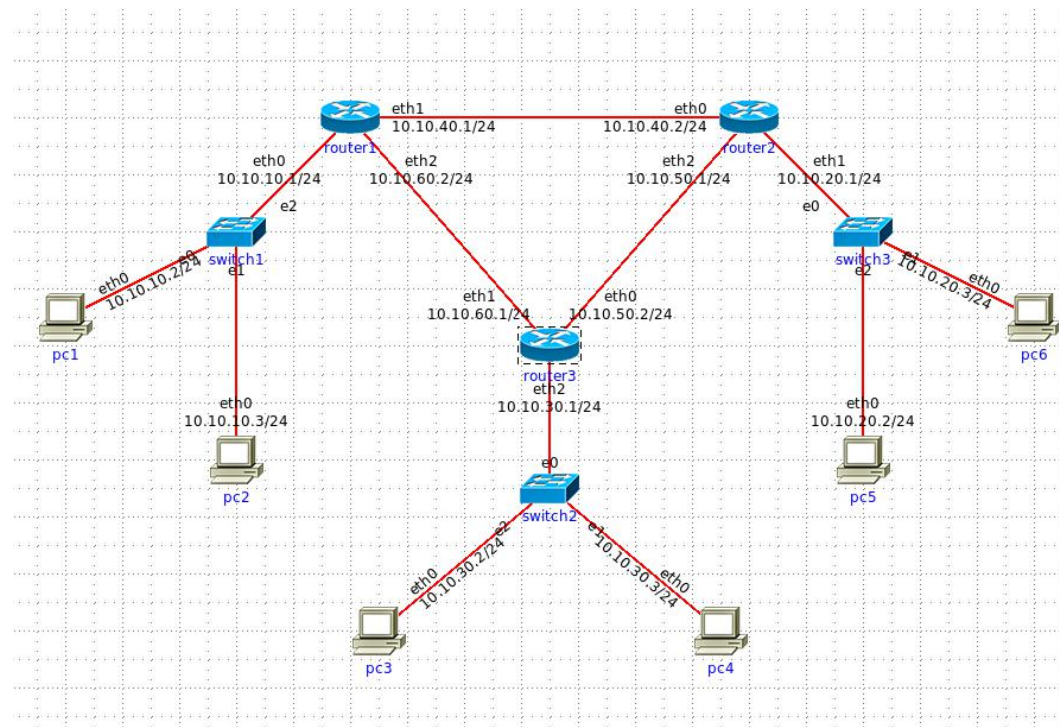 eth1
10.10.40.1/24
eth0
10.10.40.2/24
router1
router2
eth0
10.10.10.1/24
eth2
10.10.60.2/24
eth2
10.10.50.1/24
eth1
10.10.20.1/24
e2
e0
switch1
e0
e1
switch3
e1
e2
eth0
10.10.10.2/24
eth0
10.10.20.3/24
eth1
10.10.60.1/24
eth0
10.10.50.2/24
pc1
pc6
router3
eth2
10.10.30.1/24
eth0
10.10.10.3/24
eth0
10.10.20.2/24
e0
pc2
pc5
switch2
e2
e1
eth0
10.10.30.2/24
eth0
10.10.30.3/24
pc3
pc4